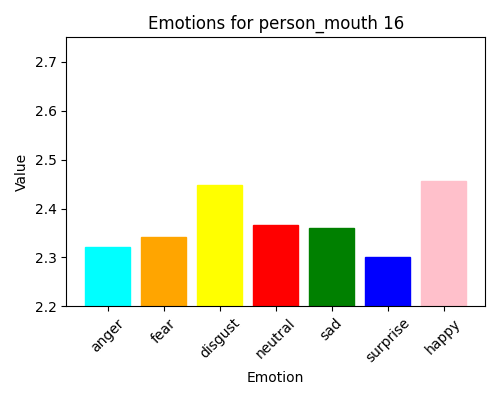 Emotions for person_mouth 16
2.7
2.6
2.5
2.4
2.3
2.2
Value
anger fear disgust neutral sad surprise happy
Emotion